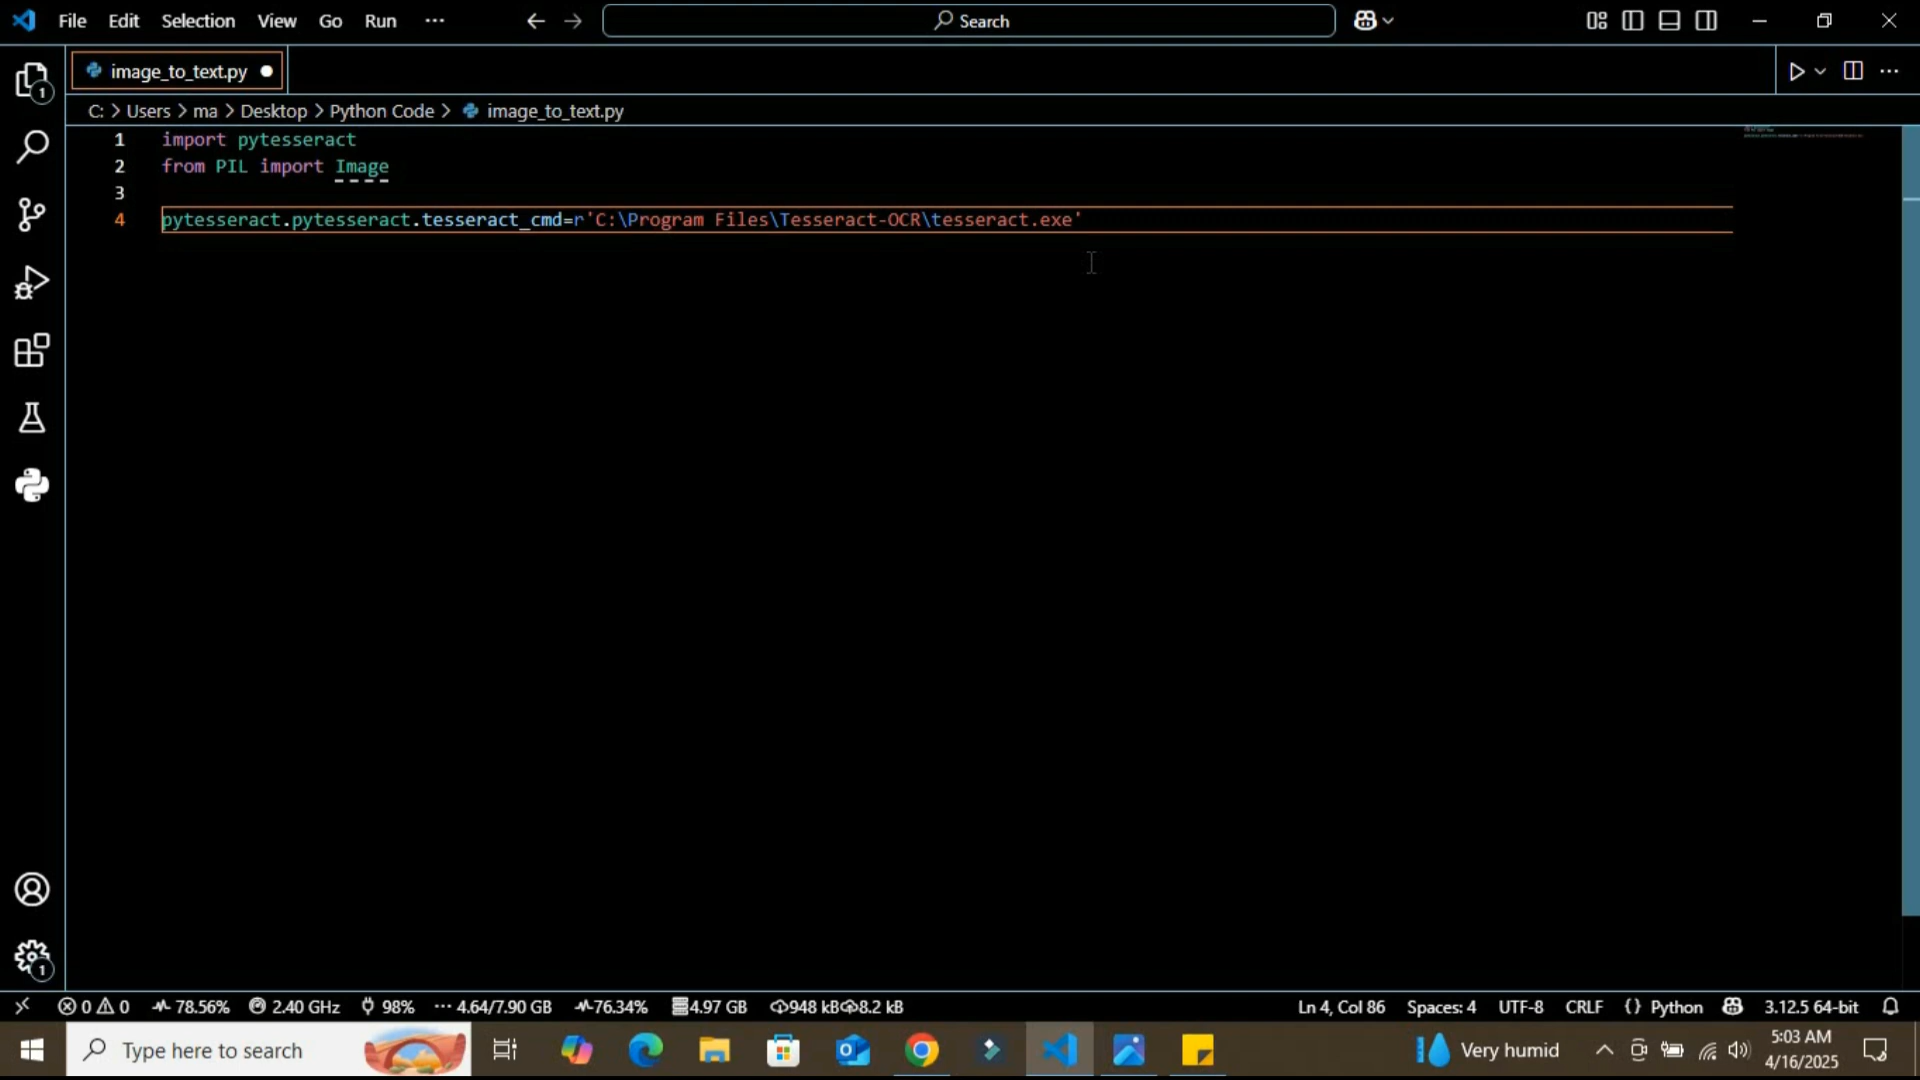 File Edit Selection View Go Run ··· Search
image_to_text.py
C: > Users > ma > Desktop > Python Code > image_to_text.py
1 import pytesseract
2 from PIL import Image
3
4 pytesseract.pytesseract.tesseract_cmd=r'C:\Program Files\Tesseract-OCR\tesseract.exe'
1
1
0 0 78.56% 2.40 GHz 98% ··· 4.64/7.90 GB 76.34% 4.97 GB 948 kB 8.2 kB Ln 4, Col 86 Spaces: 4 UTF-8 CRLF {} Python 3.12.5 64-bit
Type here to search Very humid 5:03 AM
4/16/2025